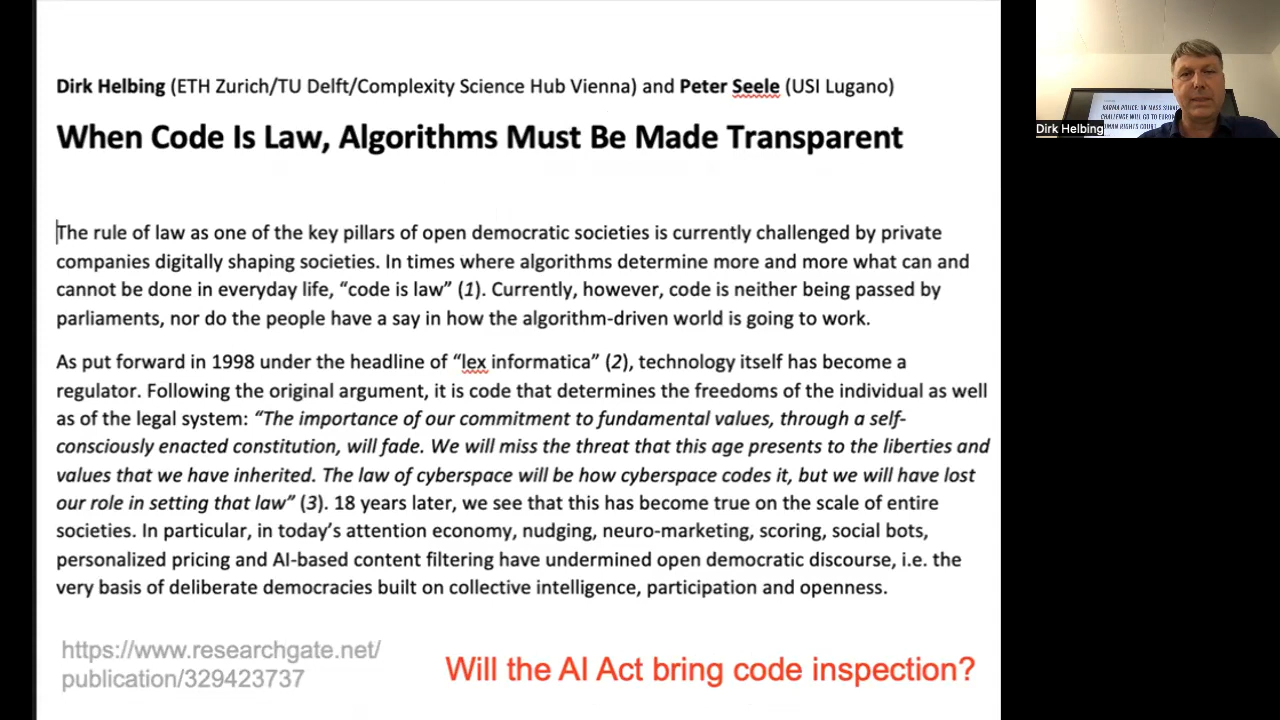 Dirk Helbing (ETH Zurich/TU Delft/Complexity Science Hub Vienna) and Peter Seele (USI Lugano)
When Code Is Law, Algorithms Must Be Made Transparent
The rule of law as one of the key pillars of open democratic societies is currently challenged by private
companies digitally shaping societies. In times where algorithms determine more and more what can and
cannot be done in everyday life, “code is law” (1). Currently, however, code is neither being passed by
parliaments, nor do the people have a say in how the algorithm-driven world is going to work.
As put forward in 1998 under the headline of “lex informatica” (2), technology itself has become a
regulator. Following the original argument, it is code that determines the freedoms of the individual as well
as of the legal system: “The importance of our commitment to fundamental values, through a self-
consciously enacted constitution, will fade. We will miss the threat that this age presents to the liberties and
values that we have inherited. The law of cyberspace will be how cyberspace codes it, but we will have lost
our role in setting that law” (3). 18 years later, we see that this has become true on the scale of entire
societies. In particular, in today’s attention economy, nudging, neuro-marketing, scoring, social bots,
personalized pricing and AI-based content filtering have undermined open democratic discourse, i.e. the
very basis of deliberate democracies built on collective intelligence, participation and openness.
https://www.researchgate.net/
publication/329423737
Will the AI Act bring code inspection?
KARMA POLICE: UK MASS
CHALLENGE WILL GO TO
HUMAN RIGHTS COURT
Dirk Helbing